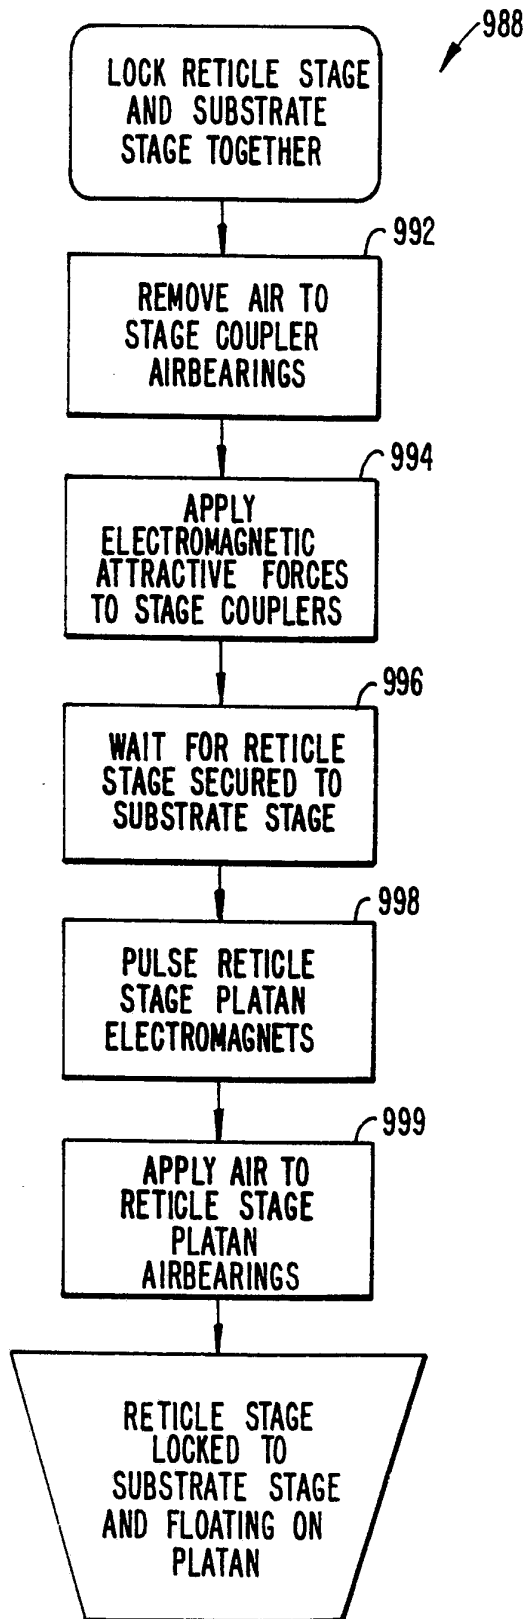 988
LOCK RETICLE STAGE
AND SUBSTRATE
STAGE TOGETHER
992
REMOVE AIR TO
STAGE COUPLER
AIRBEARINGS
994
APPLY
ELECTROMAGNETIC
ATTRACTIVE FORCES
TO STAGE COUPLERS
996
WAIT FOR RETICLE
STAGE SECURED TO
SUBSTRATE STAGE
998
PULSE RETICLE
STAGE PLATAN
ELECTROMAGNETS
999
APPLY AIR TO
RETICLE STAGE
PLATAN
AIRBEARINGS
RETICLE STAGE
LOCKED TO
SUBSTRATE STAGE
AND FLOATING ON
PLATAN